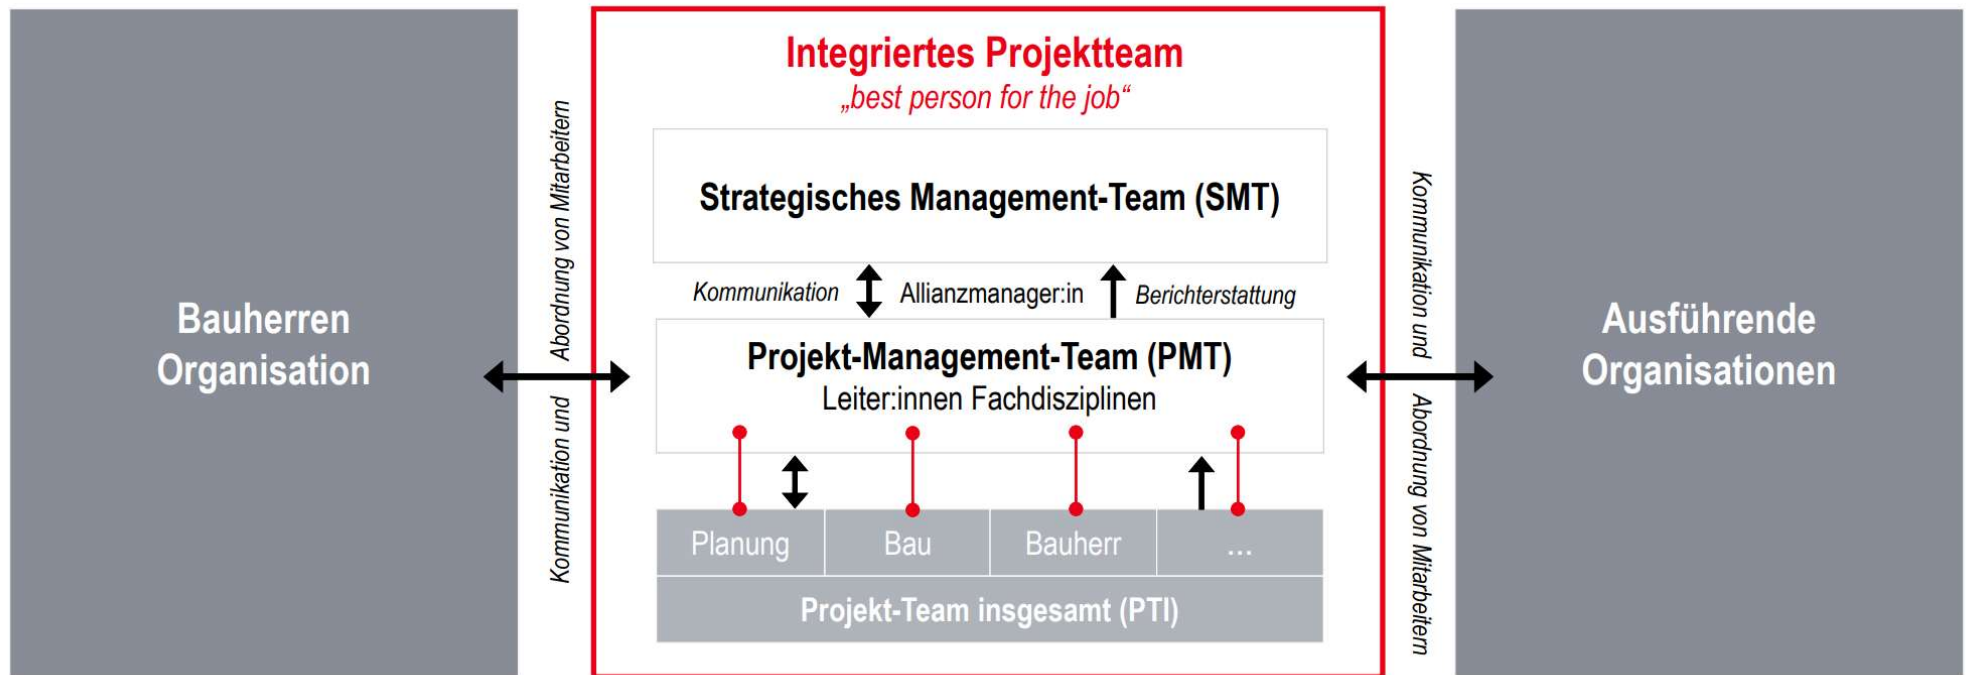 Bauherren
Organisation
Kommunikation und Abordnung von Mitarbeitern
Integriertes Projektteam
„best person for the job“
Strategisches Management-Team (SMT)
Kommunikation
Allianzmanager:in
Berichterstattung
Projekt-Management-Team (PMT)
Leiter:innen Fachdisziplinen
Planung
Bau
Bauherr
...
Projekt-Team insgesamt (PTI)
Kommunikation und Abordnung von Mitarbeitern
Ausführende
Organisationen